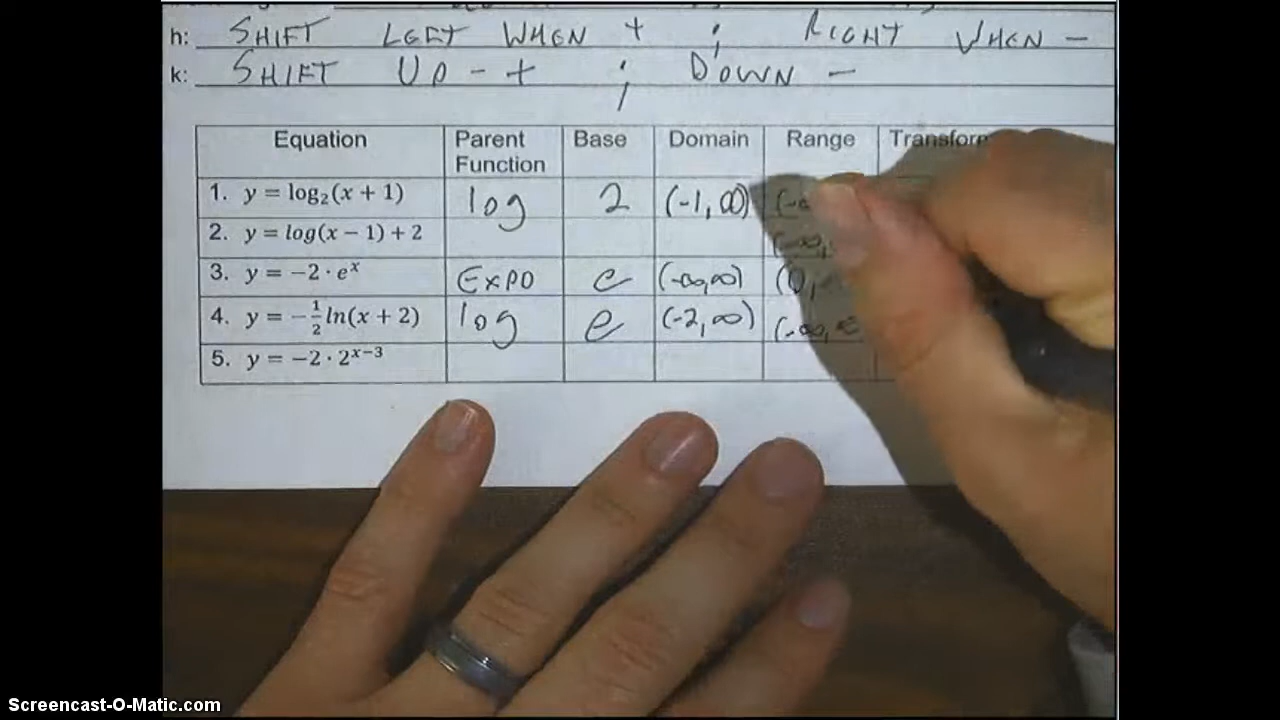 h: SHIFT LEFT WHEN + ; RIGHT WHEN -
k: SHIFT UP - + ; DOWN -
Equation Parent Function Base Domain Range
1. y = log₂(x + 1) log 2 (-1, ∞)
2. y = log(x − 1) + 2 (-∞,
3. y = −2 · eˣ EXPO e (-∞,∞) (0,
4. y = −½ ln(x + 2) log e (-2, ∞) (-∞,
5. y = −2 · 2ˣ⁻³
Screencast-O-Matic.com